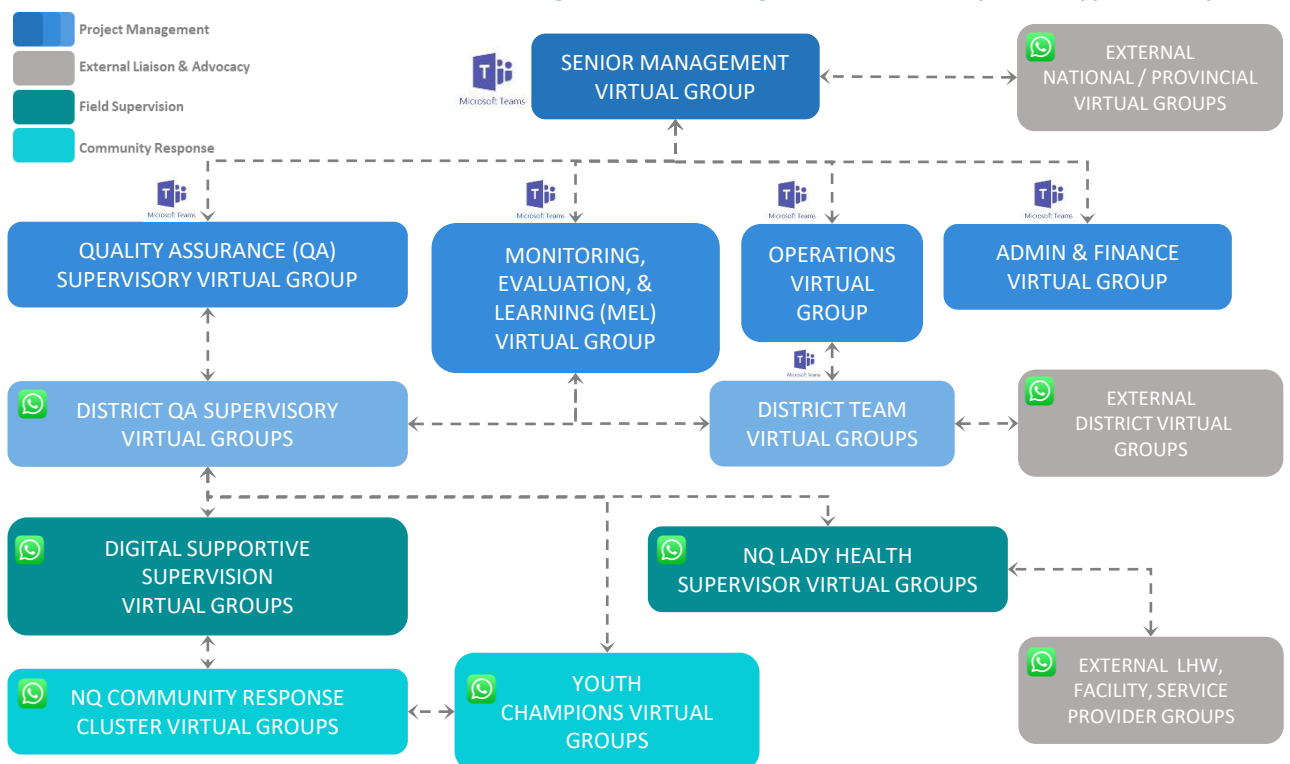 Project Management
External Liaison & Advocacy
Field Supervision
Community Response
Microsoft Teams
SENIOR MANAGEMENT
VIRTUAL GROUP
EXTERNAL
NATIONAL / PROVINCIAL
VIRTUAL GROUPS
Microsoft Teams
Microsoft Teams
Microsoft Teams
Microsoft Teams
QUALITY ASSURANCE (QA)
SUPERVISORY VIRTUAL GROUP
MONITORING,
EVALUATION, &
LEARNING (MEL)
VIRTUAL GROUP
OPERATIONS
VIRTUAL
GROUP
ADMIN & FINANCE
VIRTUAL GROUP
Microsoft Teams
DISTRICT QA SUPERVISORY
VIRTUAL GROUPS
DISTRICT TEAM
VIRTUAL GROUPS
EXTERNAL
DISTRICT VIRTUAL
GROUPS
DIGITAL SUPPORTIVE
SUPERVISION
VIRTUAL GROUPS
NQ LADY HEALTH
SUPERVISOR VIRTUAL GROUPS
NQ COMMUNITY RESPONSE
CLUSTER VIRTUAL GROUPS
YOUTH
CHAMPIONS VIRTUAL
GROUPS
EXTERNAL LHW,
FACILITY, SERVICE
PROVIDER GROUPS